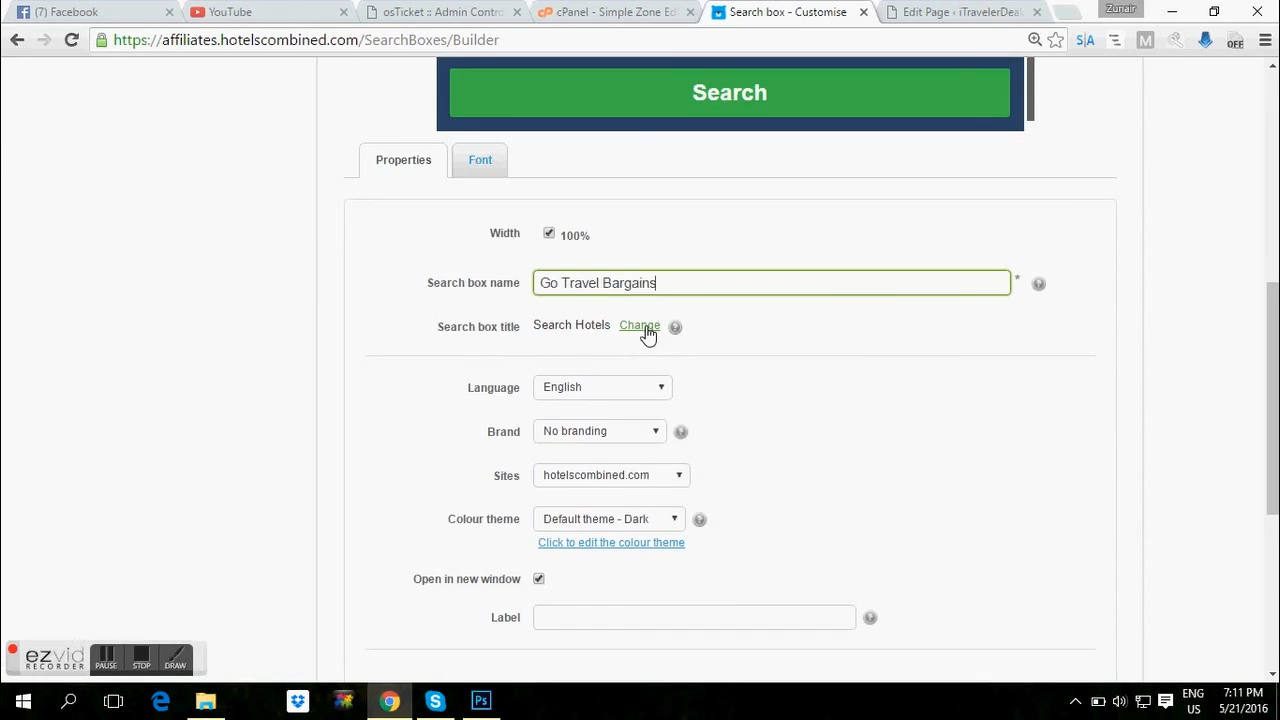 (7) Facebook
YouTube
osTicket :: Admin Contro
cPanel - Simple Zone Ed
Search box - Customise
Edit Page ‹ iTravelerDeal
Zunair
https://affiliates.hotelscombined.com/SearchBoxes/Builder
S|A
M
OFF
Search
Properties
Font
Width
100%
Search box name
Go Travel Bargains
*
?
Search box title
Search Hotels
Change
?
Language
English
Brand
No branding
?
Sites
hotelscombined.com
Colour theme
Default theme - Dark
?
Click to edit the colour theme
Open in new window
Label
?
ezvid
RECORDER
PAUSE
STOP
DRAW
Ps
ENG
US
7:11 PM
5/21/2016